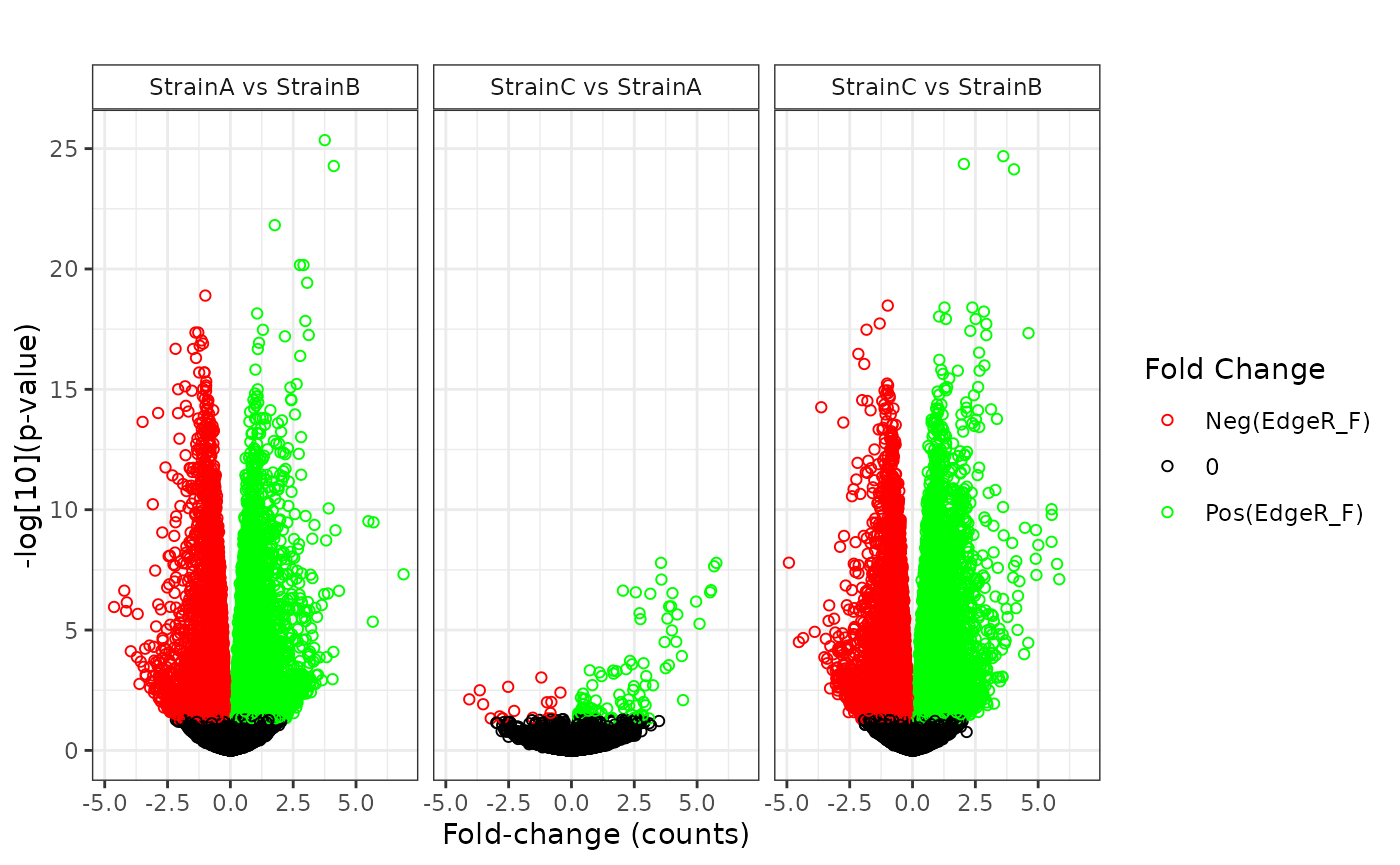 StrainA vs StrainB
StrainC vs StrainA
StrainC vs StrainB
25
20
15
10
5
0
-log[10](p-value)
-5.0 -2.5 0.0 2.5 5.0
-5.0 -2.5 0.0 2.5 5.0
-5.0 -2.5 0.0 2.5 5.0
Fold-change (counts)
Fold Change
Neg(EdgeR_F)
0
Pos(EdgeR_F)